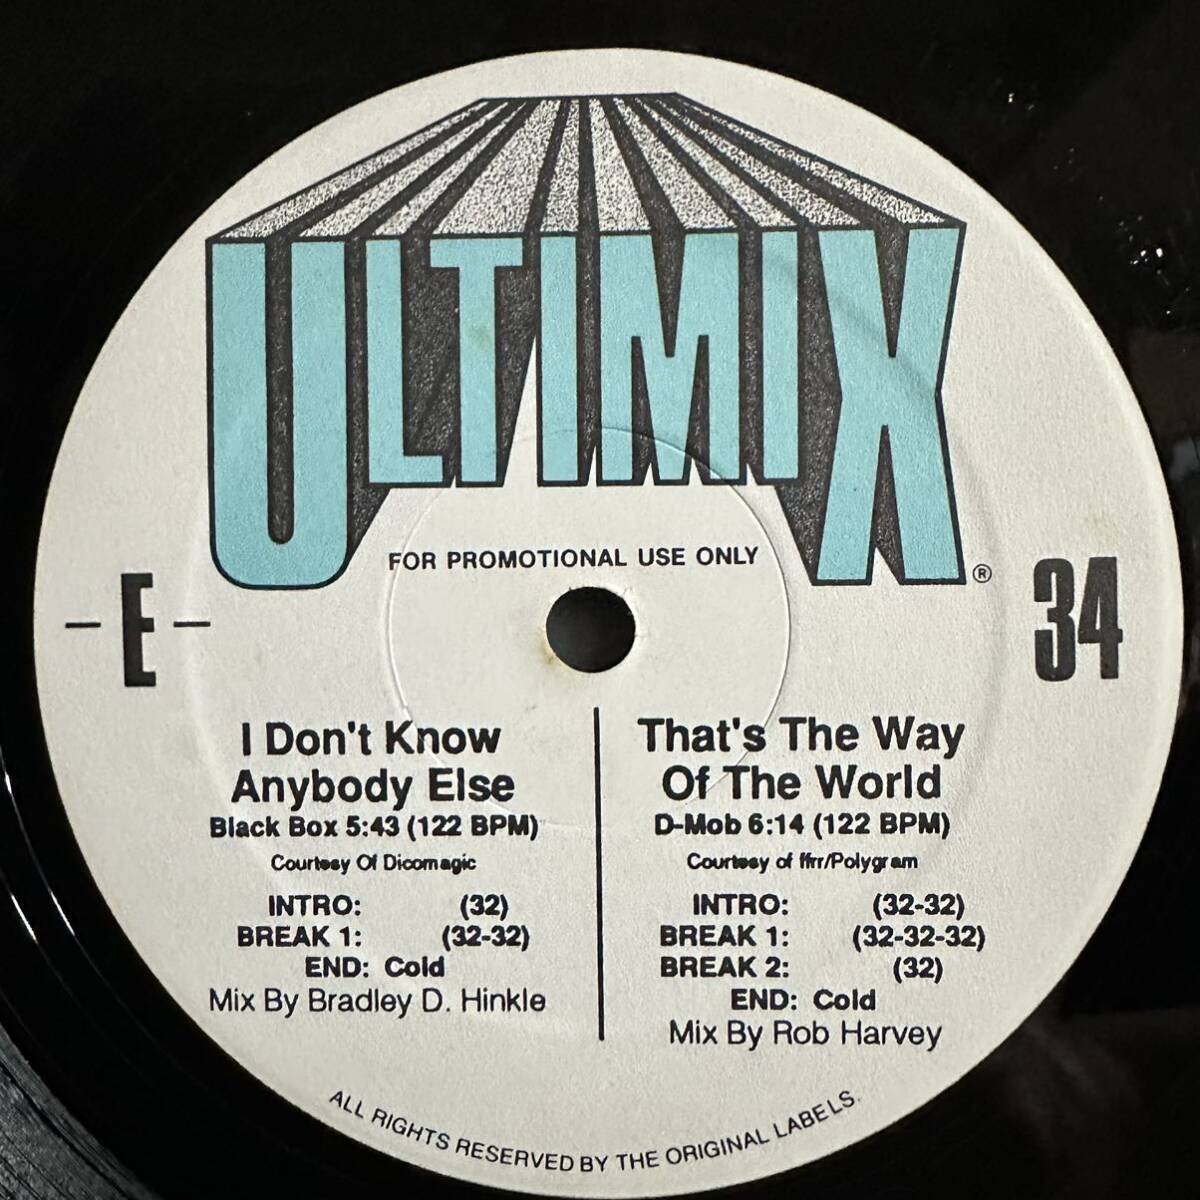 ULTIMIX®
FOR PROMOTIONAL USE ONLY
- E -
34
I Don't Know
Anybody Else
Black Box 5:43 (122 BPM)
Courtesy Of Dicomagic
INTRO: (32)
BREAK 1: (32-32)
END: Cold
Mix By Bradley D. Hinkle
That's The Way
Of The World
D-Mob 6:14 (122 BPM)
Courtesy of ffrr/Polygram
INTRO: (32-32)
BREAK 1: (32-32-32)
BREAK 2: (32)
END: Cold
Mix By Rob Harvey
ALL RIGHTS RESERVED BY THE ORIGINAL LABELS.